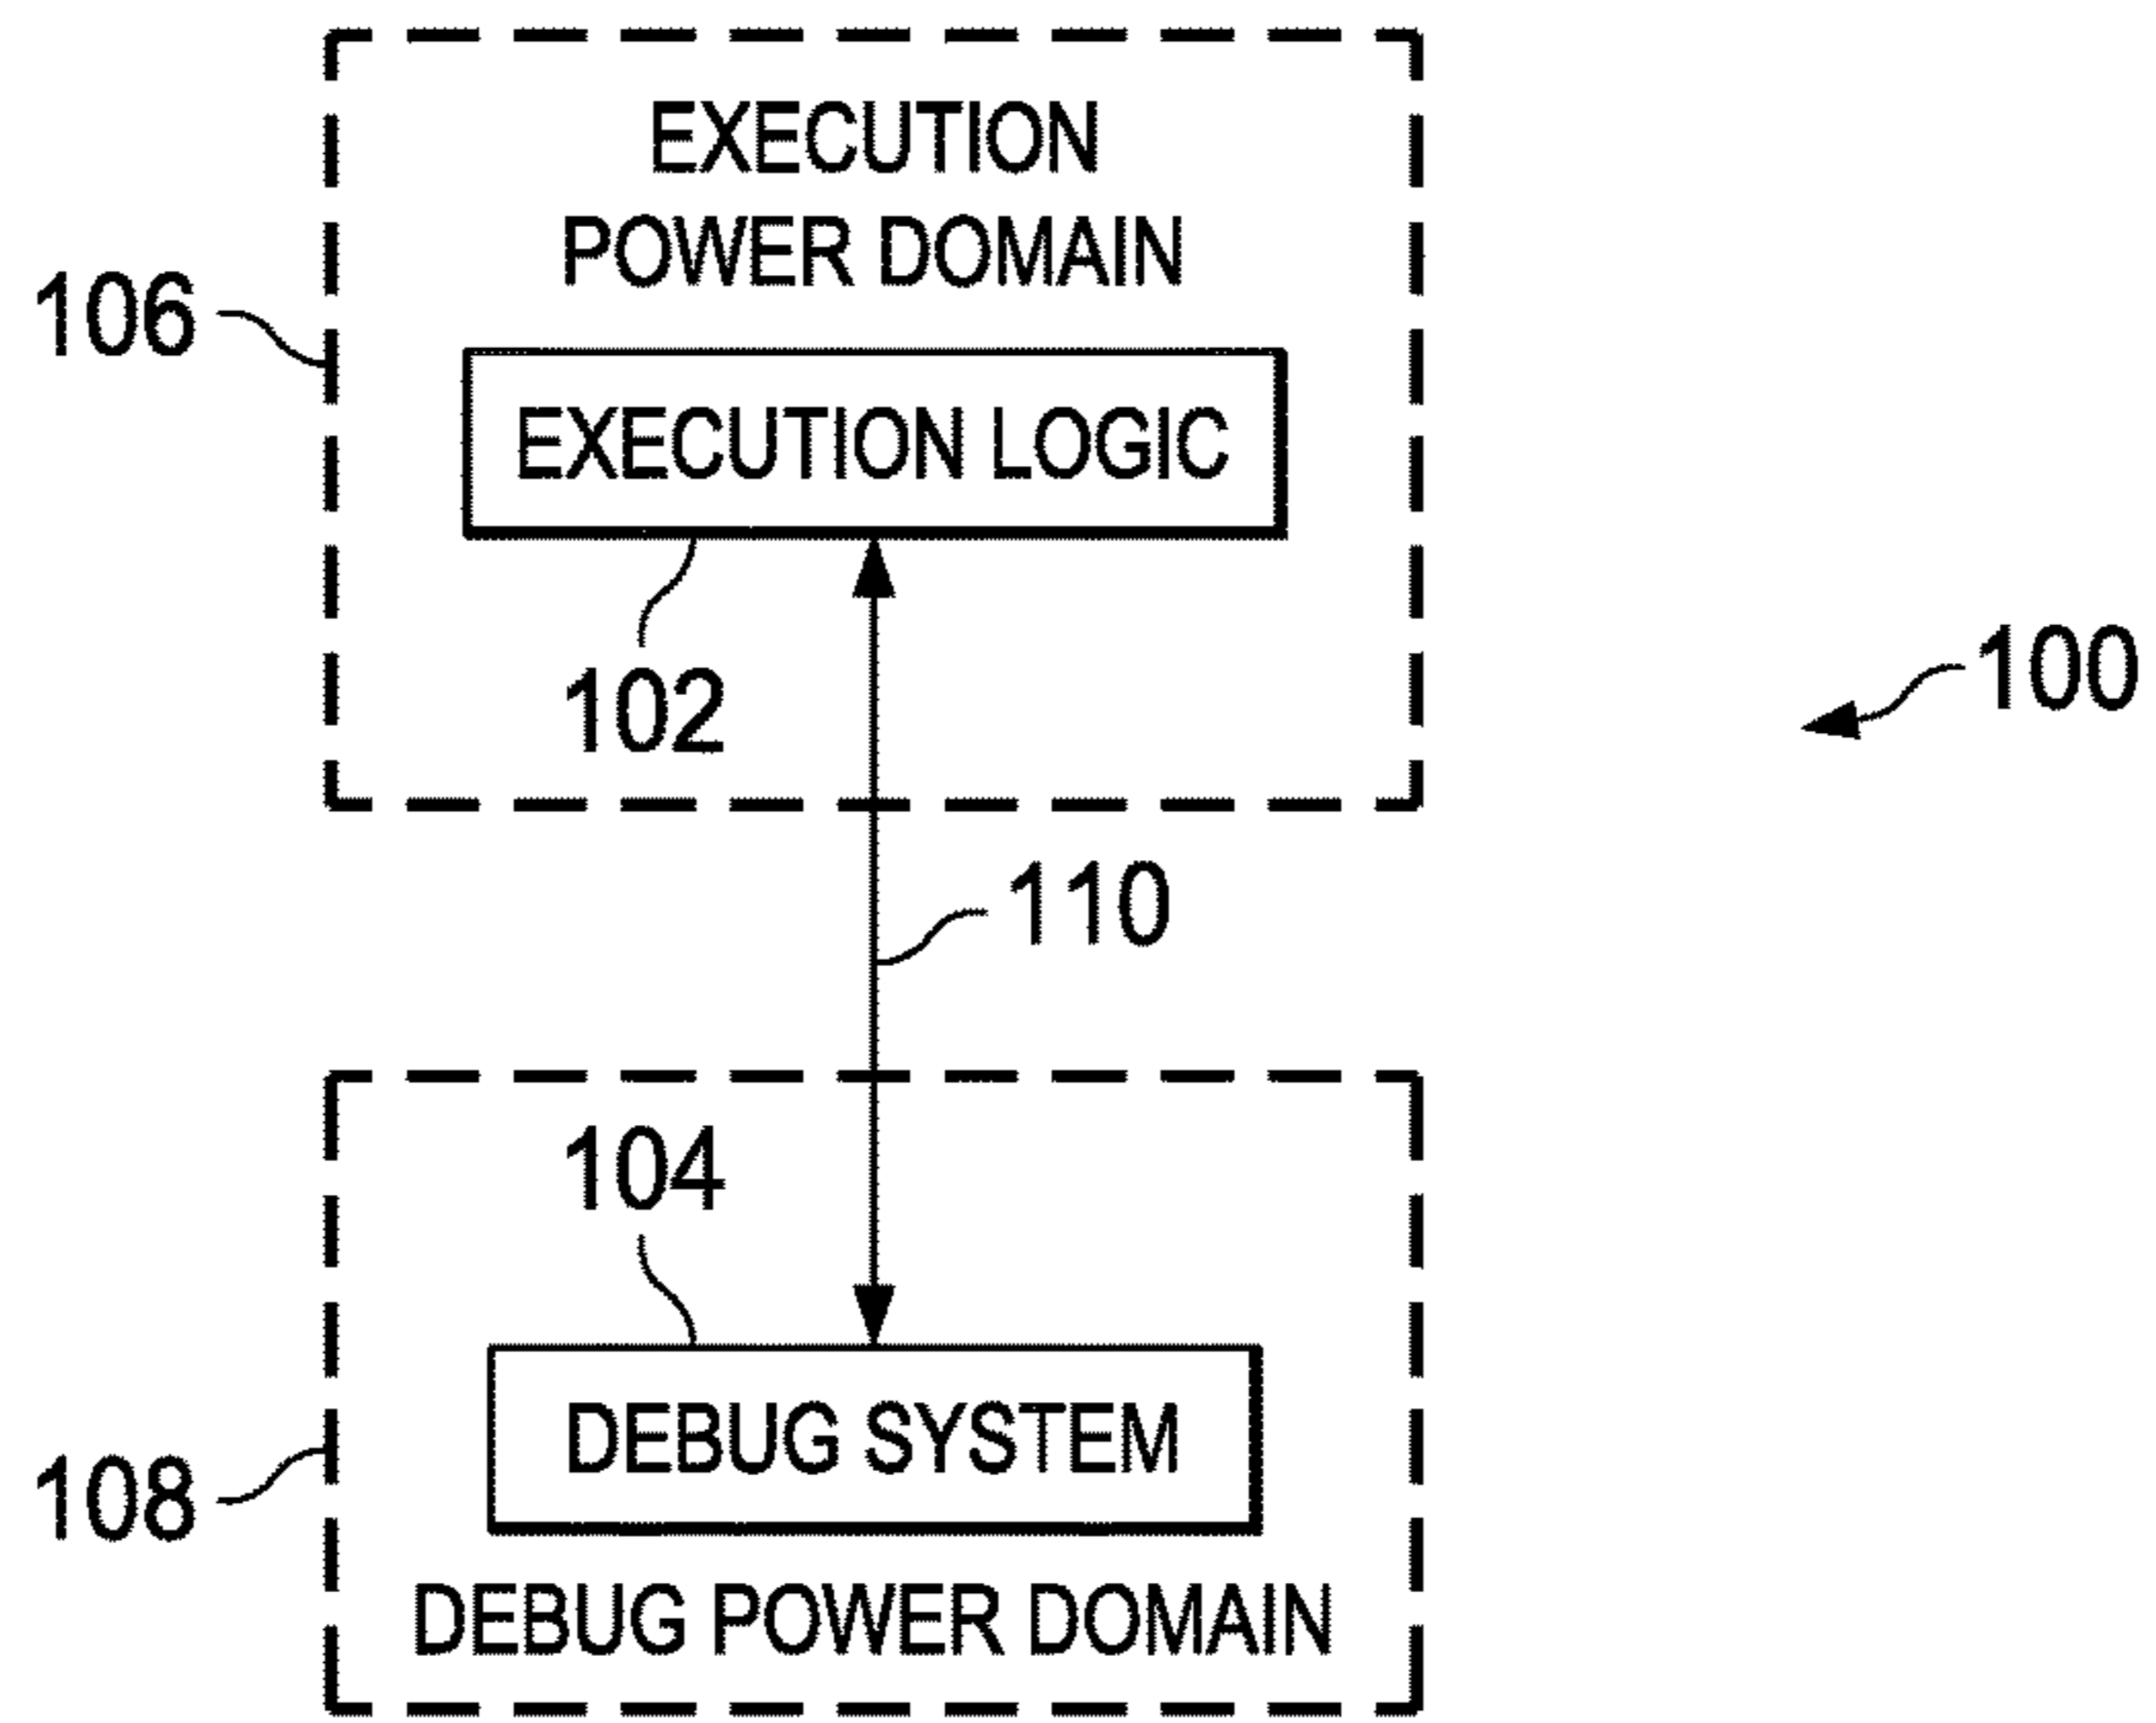 EXECUTION
POWER DOMAIN
106
EXECUTION LOGIC
102
100
110
104
DEBUG SYSTEM
108
DEBUG POWER DOMAIN